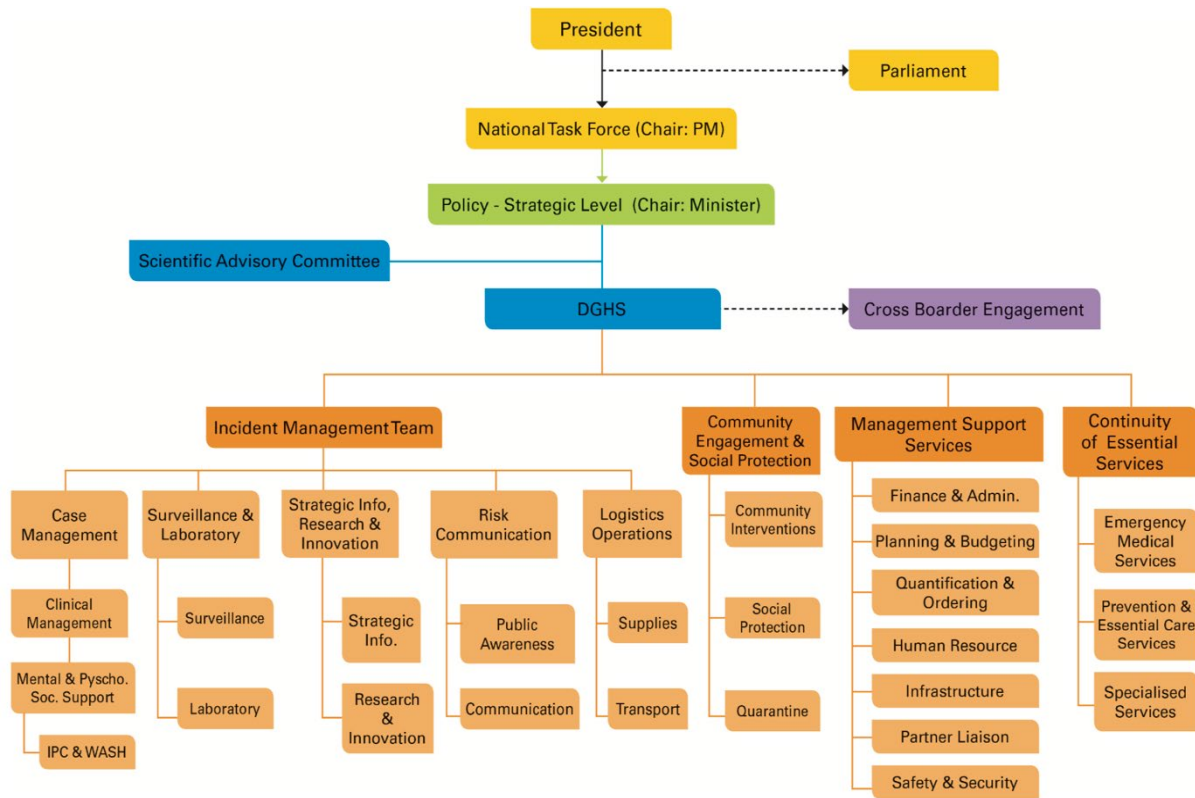 President
Parliament
National Task Force (Chair: PM)
Policy - Strategic Level (Chair: Minister)
Scientific Advisory Committee
DGHS
Cross Boarder Engagement
Incident Management Team
Community
Engagement &
Social Protection
Management Support
Services
Continuity
of Essential
Services
Case
Management
Surveillance &
Laboratory
Strategic Info,
Research &
Innovation
Risk
Communication
Logistics
Operations
Clinical
Management
Mental & Pyscho.
Soc. Support
IPC & WASH
Surveillance
Laboratory
Strategic
Info.
Research
&
Innovation
Public
Awareness
Communication
Supplies
Transport
Community
Interventions
Social
Protection
Quarantine
Finance & Admin.
Planning & Budgeting
Quantification &
Ordering
Human Resource
Infrastructure
Partner Liaison
Safety & Security
Emergency
Medical
Services
Prevention &
Essential Care
Services
Specialised
Services